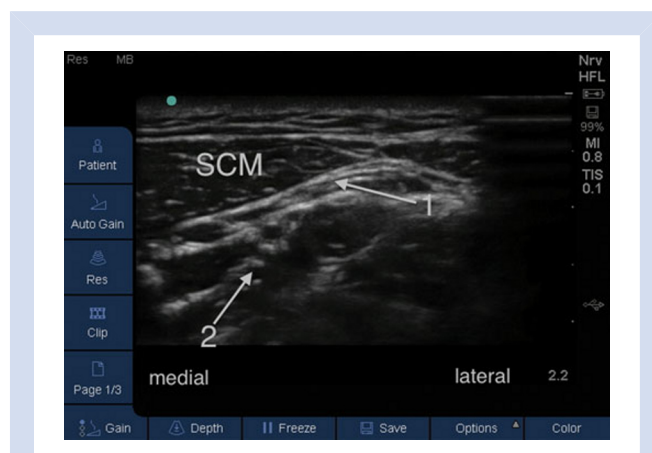 Res MB
Nrv
HFL
99%
MI
0.8
TIS
0.1
Patient
Auto Gain
Res
Clip
Page 1/3
SCM
1
2
medial
lateral
2.2
Gain
Depth
Freeze
Save
Options
Color